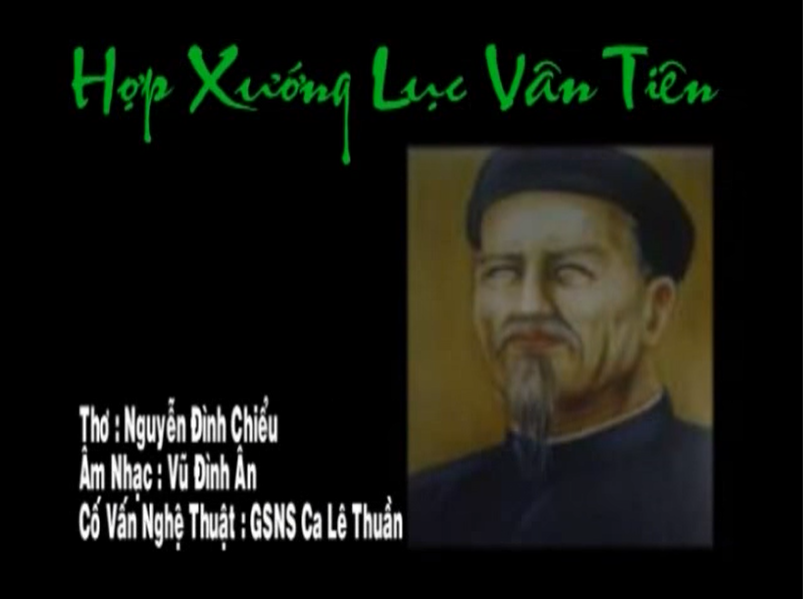 Hợp Xướng Lục Vân Tiên
Thơ : Nguyễn Đình Chiểu
Âm Nhạc : Vũ Đình Ân
Cố Vấn Nghệ Thuật : GSNS Ca Lê Thuần